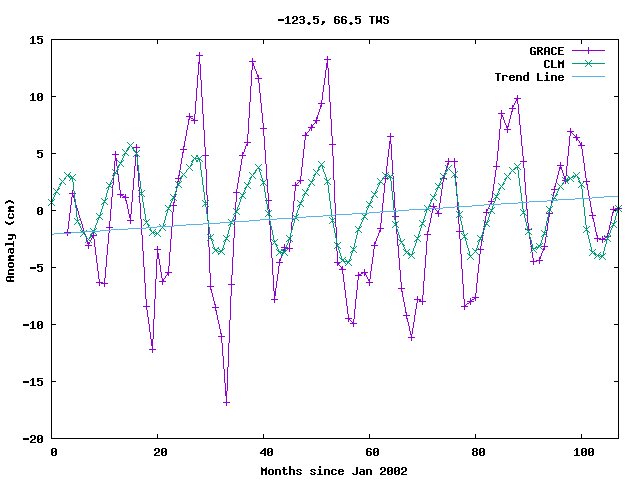 -123.5, 66.5 TWS
GRACE
CLM
Trend Line
15
10
5
0
-5
-10
-15
-20
Anomaly (cm)
0 20 40 60 80 100
Months since Jan 2002